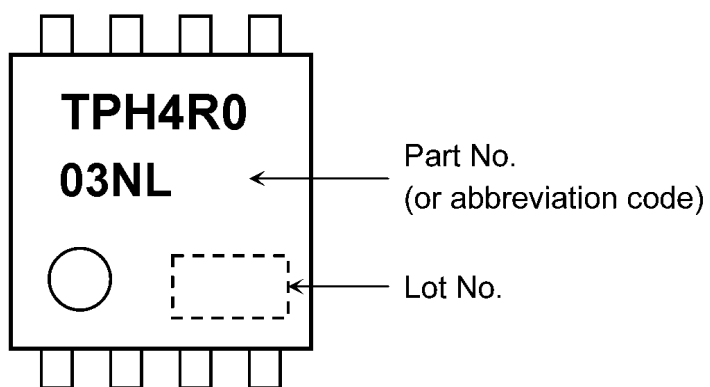 TPH4R0
03NL
Part No.
(or abbreviation code)
Lot No.